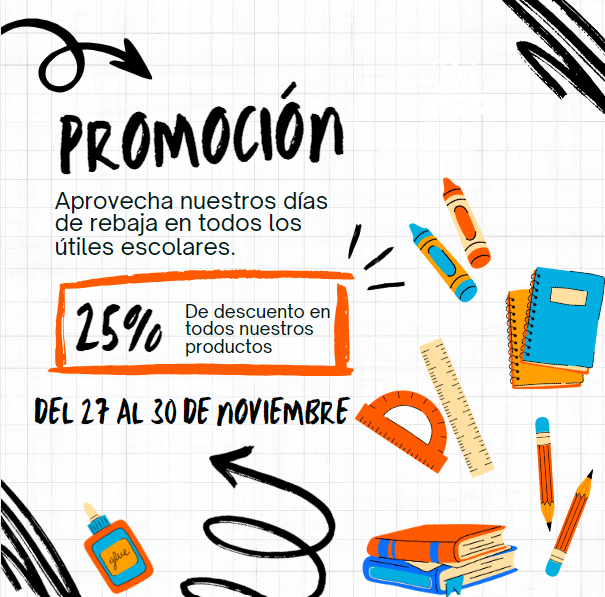 PROMOCIÓN
Aprovecha nuestros días
de rebaja en todos los
útiles escolares.
25%
De descuento en
todos nuestros
productos
DEL 27 AL 30 DE NOVIEMBRE
glue